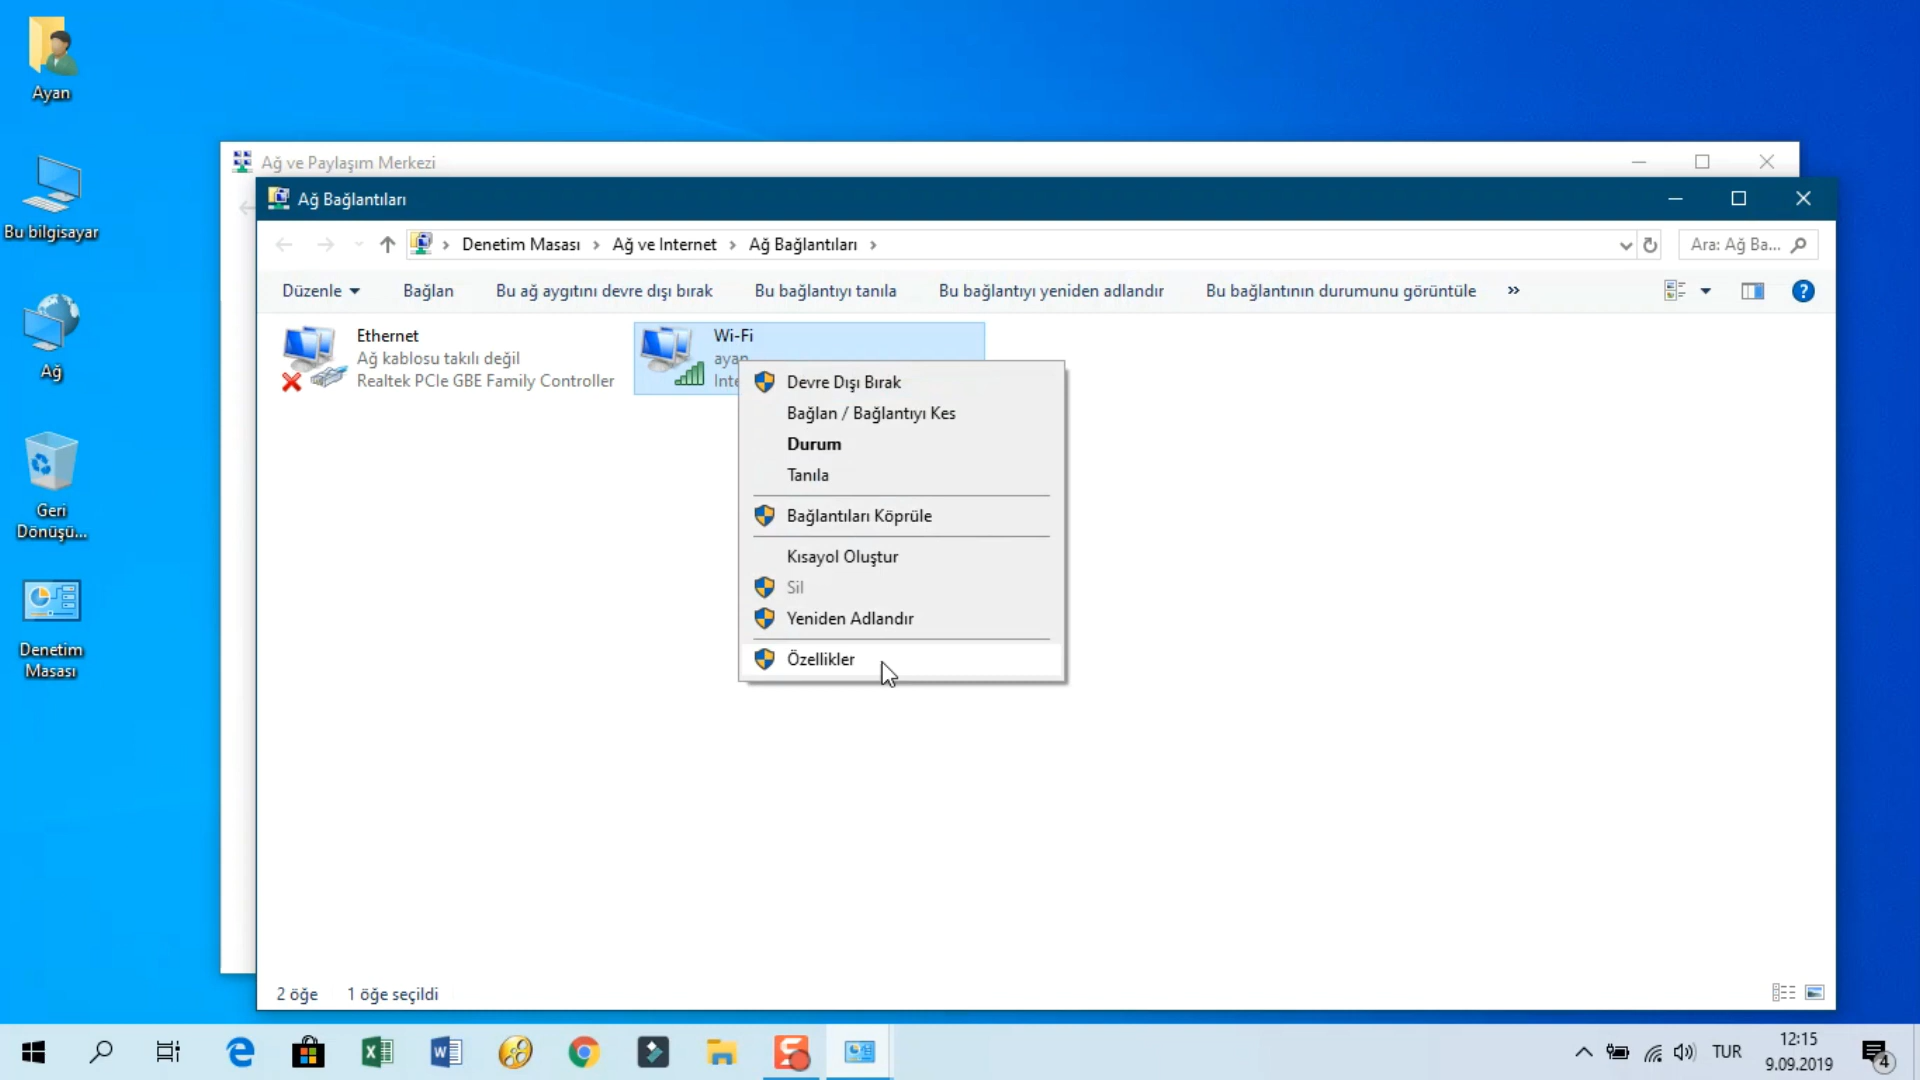 Ayan
Bu bilgisayar
Ağ
Geri
Dönüşü...
Denetim
Masası
Ağ ve Paylaşım Merkezi
Ağ Bağlantıları
Denetim Masası
Ağ ve Internet
Ağ Bağlantıları
Ara: Ağ Ba...
Düzenle
Bağlan
Bu ağ aygıtını devre dışı bırak
Bu bağlantıyı tanıla
Bu bağlantıyı yeniden adlandır
Bu bağlantının durumunu görüntüle
»
Ethernet
Ağ kablosu takılı değil
Realtek PCIe GBE Family Controller
Wi-Fi
Devre Dışı Bırak
Bağlan / Bağlantıyı Kes
Durum
Tanıla
Bağlantıları Köprüle
Kısayol Oluştur
Sil
Yeniden Adlandır
Özellikler
2 öğe
1 öğe seçildi
TUR
12:15
9.09.2019
4